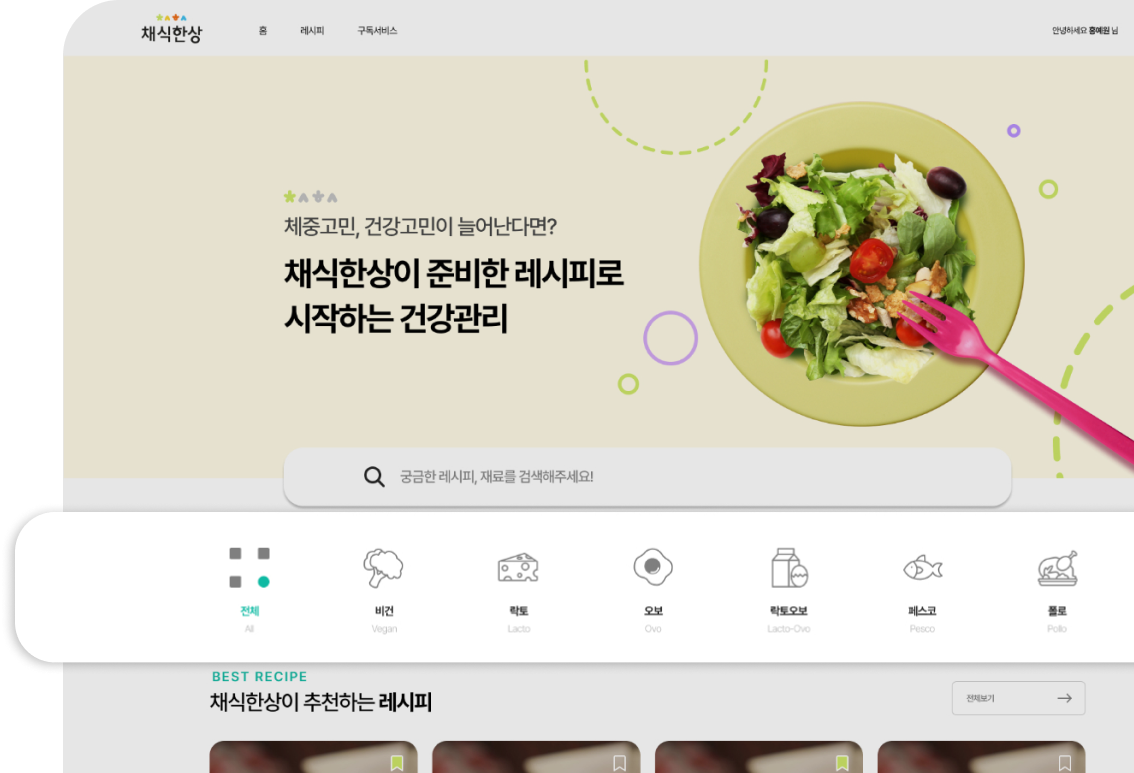 채식한상
홈 레시피 구독서비스
안녕하세요 홍예원 님
체중고민, 건강고민이 늘어난다면?
채식한상이 준비한 레시피로
시작하는 건강관리
궁금한 레시피, 재료를 검색해주세요!
전체 비건 락토 오보 락토오보 페스코 폴로
All Vegan Lacto Ovo Lacto-Ovo Pesco Pollo
BEST RECIPE
채식한상이 추천하는 레시피
전체보기